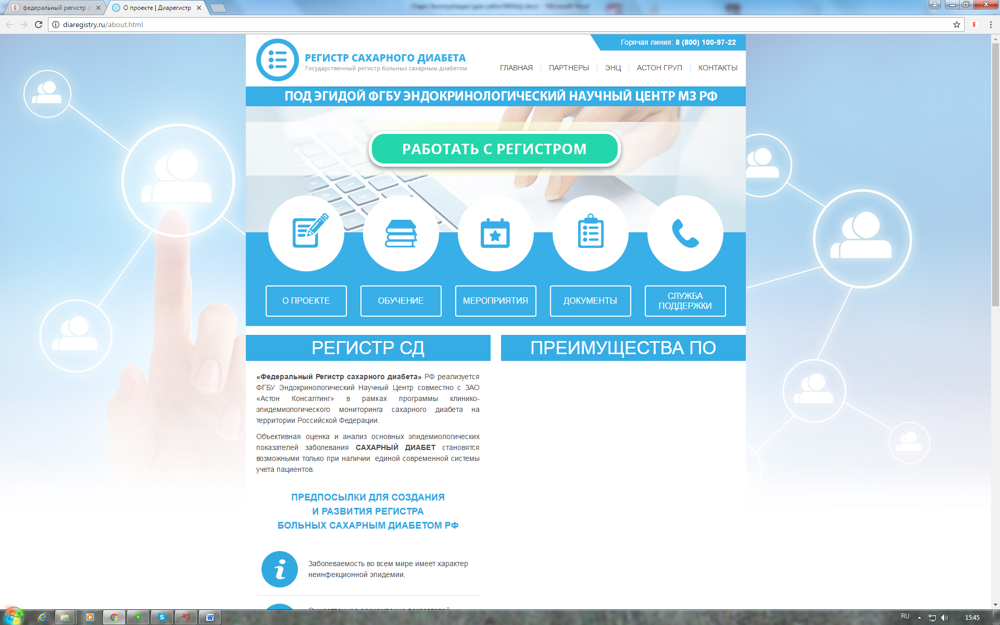 федеральный регистр с
О проекте | Диарегистр
diaregistry.ru/about.html
Горячая линия: 8 (800) 100-97-22
РЕГИСТР САХАРНОГО ДИАБЕТА
Государственный регистр больных сахарным диабетом
ГЛАВНАЯ
ПАРТНЕРЫ
ЭНЦ
АСТОН ГРУП
КОНТАКТЫ
ПОД ЭГИДОЙ ФГБУ ЭНДОКРИНОЛОГИЧЕСКИЙ НАУЧНЫЙ ЦЕНТР МЗ РФ
РАБОТАТЬ С РЕГИСТРОМ
О ПРОЕКТЕ
ОБУЧЕНИЕ
МЕРОПРИЯТИЯ
ДОКУМЕНТЫ
СЛУЖБА
ПОДДЕРЖКИ
РЕГИСТР СД
ПРЕИМУЩЕСТВА ПО
«Федеральный Регистр сахарного диабета» РФ реализуется
ФГБУ Эндокринологический Научный Центр совместно с ЗАО
«Астон Консалтинг» в рамках программы клинико-
эпидемиологического мониторинга сахарного диабета на
территории Российской Федерации.
Объективная оценка и анализ основных эпидемиологических
показателей заболевания САХАРНЫЙ ДИАБЕТ становятся
возможными только при наличии единой современной системы
учета пациентов.
ПРЕДПОСЫЛКИ ДЛЯ СОЗДАНИЯ
И РАЗВИТИЯ РЕГИСТРА
БОЛЬНЫХ САХАРНЫМ ДИАБЕТОМ РФ
Заболеваемость во всем мире имеет характер
неинфекционной эпидемии.
RU
15:45